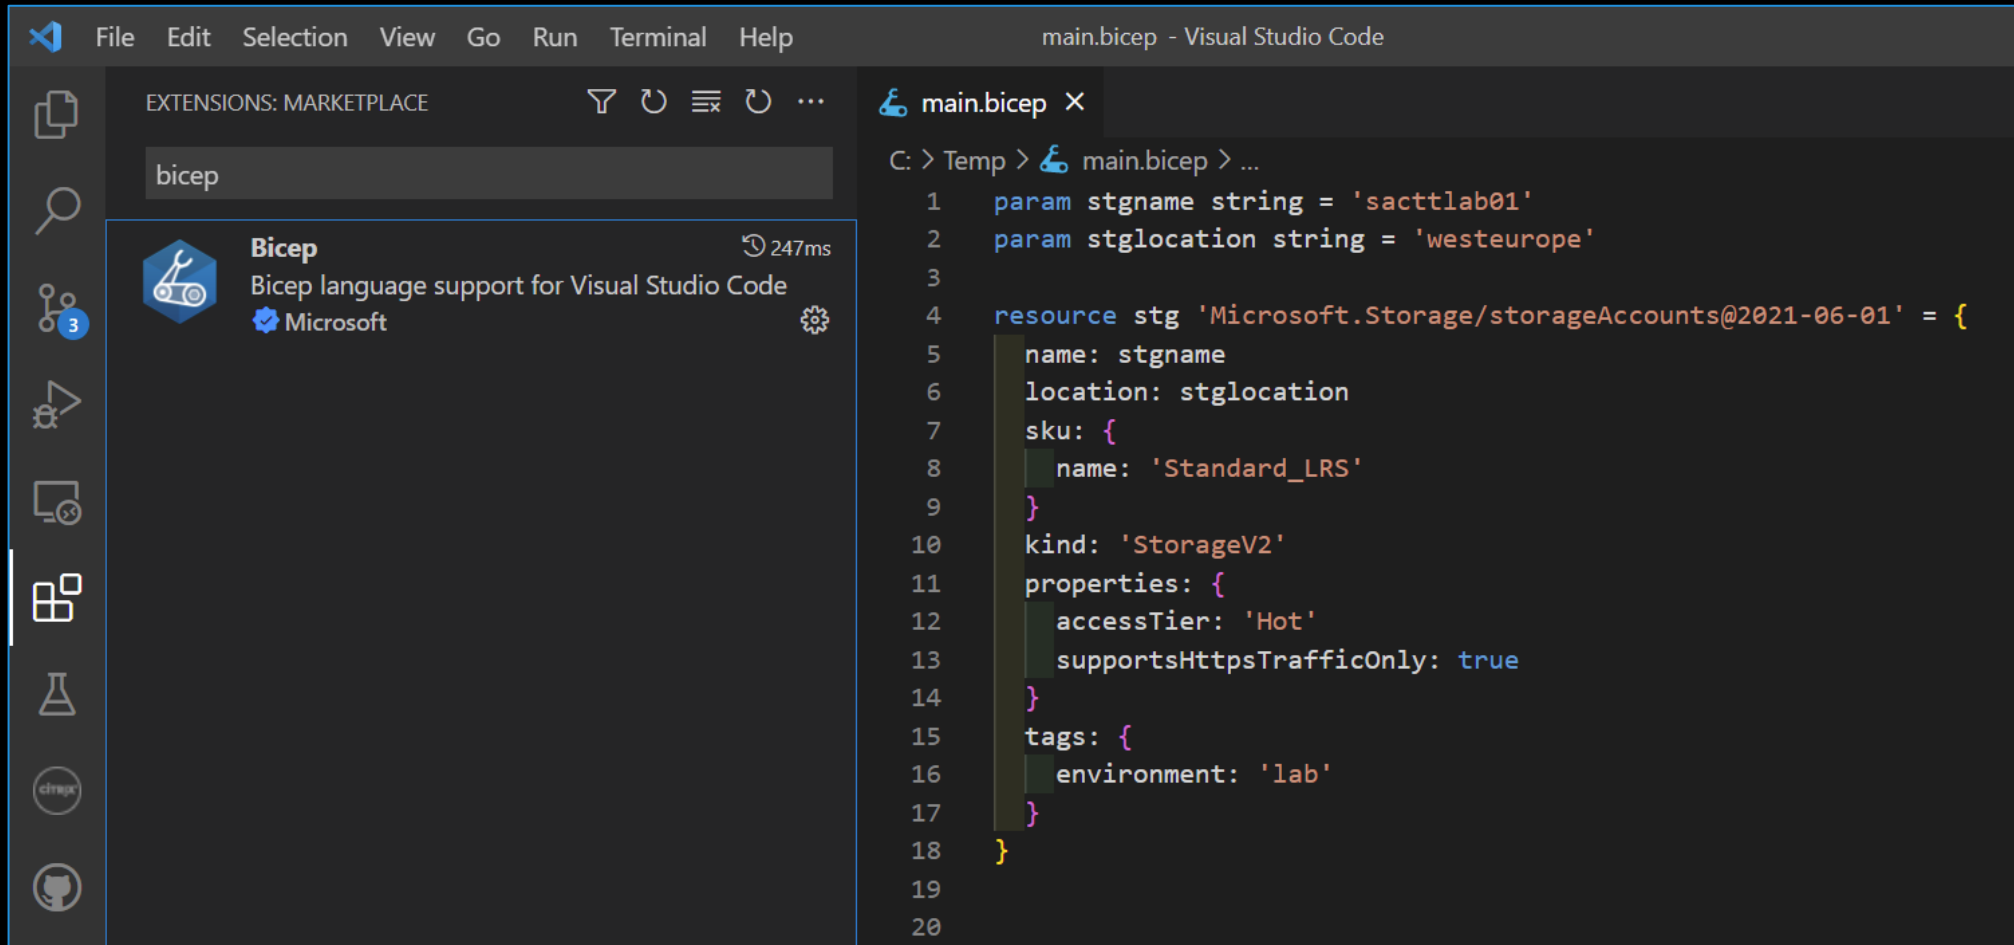 File Edit Selection View Go Run Terminal Help main.bicep - Visual Studio Code
EXTENSIONS: MARKETPLACE
bicep
Bicep 247ms
Bicep language support for Visual Studio Code
Microsoft
3
citrix
main.bicep
C: > Temp > main.bicep > ...
1 param stgname string = 'sacttlab01'
2 param stglocation string = 'westeurope'
3
4 resource stg 'Microsoft.Storage/storageAccounts@2021-06-01' = {
5   name: stgname
6   location: stglocation
7   sku: {
8     name: 'Standard_LRS'
9   }
10   kind: 'StorageV2'
11   properties: {
12     accessTier: 'Hot'
13     supportsHttpsTrafficOnly: true
14   }
15   tags: {
16     environment: 'lab'
17   }
18 }
19
20